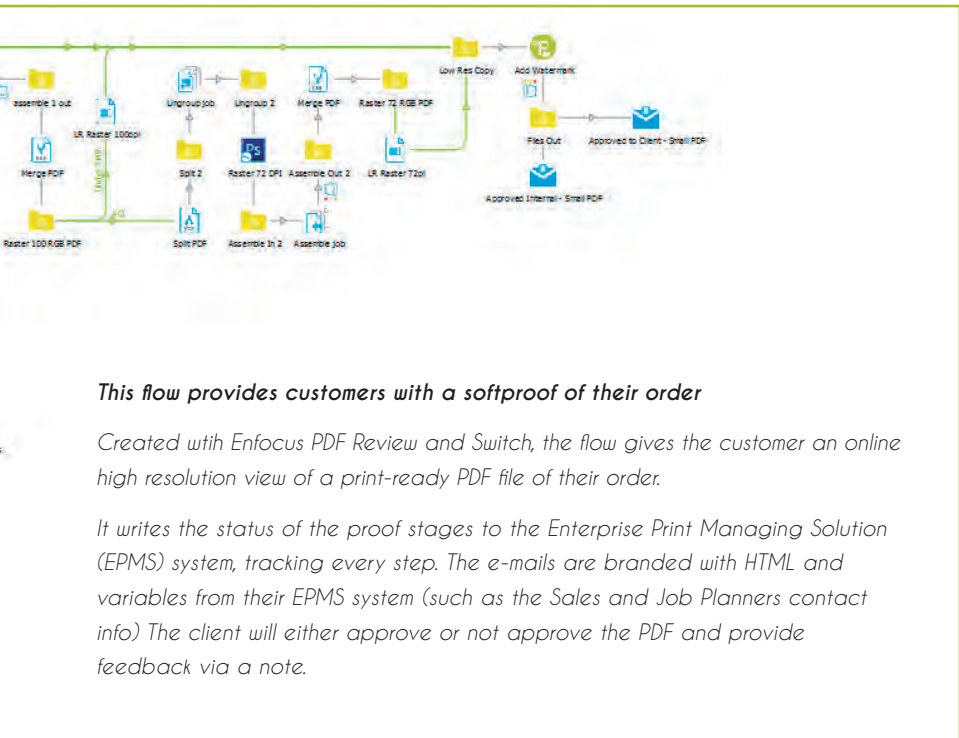 Low Res Copy
Add Watermark
assemble 1 out
Ungroup job
Ungroup 2
Merge PDF
Raster 72 RGB PDF
LR Raster 100dpi
Files Out
Approved to Client - Small PDF
Merge PDF
Split 2
Raster 72 DPI
Assemble Out 2
LR Raster 72pi
Approved Internal - Small PDF
Raster 100 RGB PDF
Split PDF
Assemble In 2
Assemble job
This flow provides customers with a softproof of their order
Created wtih Enfocus PDF Review and Switch, the flow gives the customer an online
high resolution view of a print-ready PDF file of their order.
It writes the status of the proof stages to the Enterprise Print Managing Solution
(EPMS) system, tracking every step. The e-mails are branded with HTML and
variables from their EPMS system (such as the Sales and Job Planners contact
info) The client will either approve or not approve the PDF and provide
feedback via a note.